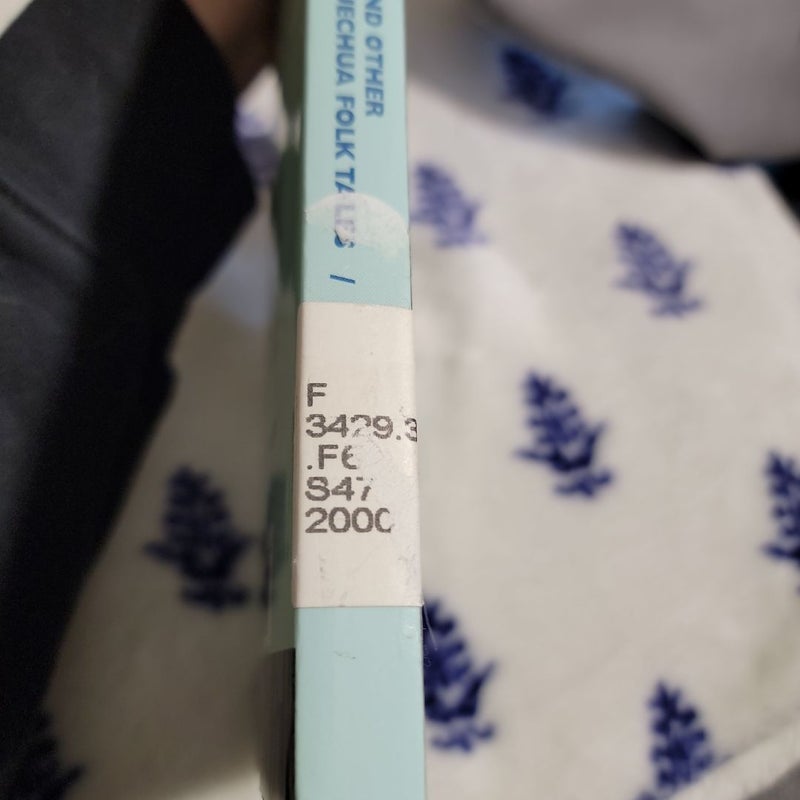 ND OTHER
UECHUA FOLK TALES /
F
3429.3
.F6
S47
2000